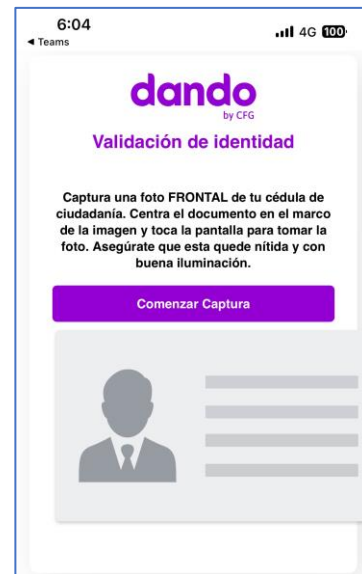 6:04
4G 100
◀ Teams
dando
by CFG
Validación de identidad
Captura una foto FRONTAL de tu cédula de
ciudadanía. Centra el documento en el marco
de la imagen y toca la pantalla para tomar la
foto. Asegúrate que esta quede nítida y con
buena iluminación.
Comenzar Captura